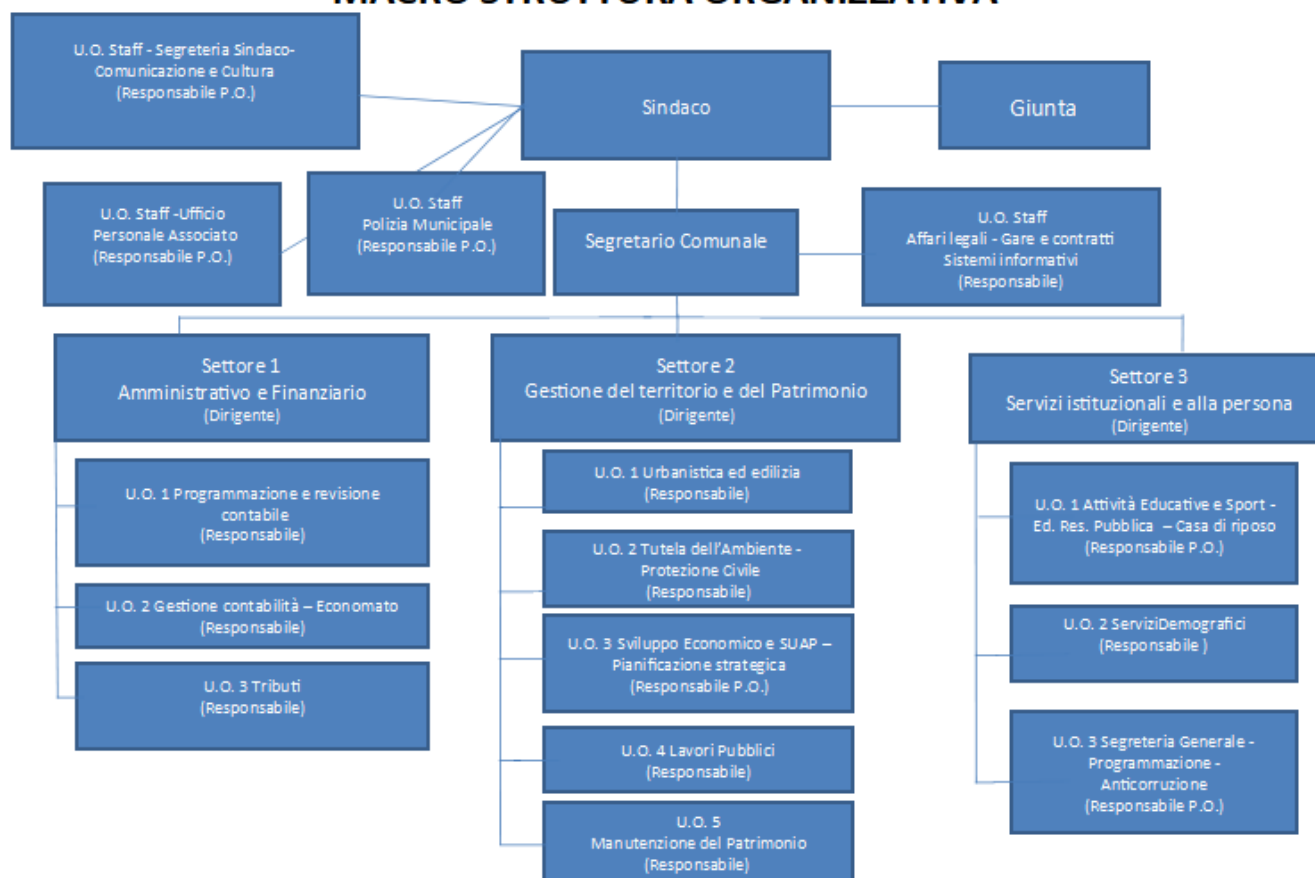 MACRO STRUTTURA ORGANIZZATIVA
U.O. Staff - Segreteria Sindaco-
Comunicazione e Cultura
(Responsabile P.O.)
Sindaco
Giunta
U.O. Staff -Ufficio
Personale Associato
(Responsabile P.O.)
U.O. Staff
Polizia Municipale
(Responsabile P.O.)
Segretario Comunale
U.O. Staff
Affari legali - Gare e contratti
Sistemi informativi
(Responsabile)
Settore 1
Amministrativo e Finanziario
(Dirigente)
U.O. 1 Programmazione e revisione
contabile
(Responsabile)
U.O. 2 Gestione contabilità – Economato
(Responsabile)
U.O. 3 Tributi
(Responsabile)
Settore 2
Gestione del territorio e del Patrimonio
(Dirigente)
U.O. 1 Urbanistica ed edilizia
(Responsabile)
U.O. 2 Tutela dell'Ambiente -
Protezione Civile
(Responsabile)
U.O. 3 Sviluppo Economico e SUAP –
Pianificazione strategica
(Responsabile P.O.)
U.O. 4 Lavori Pubblici
(Responsabile)
U.O. 5
Manutenzione del Patrimonio
(Responsabile)
Settore 3
Servizi istituzionali e alla persona
(Dirigente)
U.O. 1 Attività Educative e Sport -
Ed. Res. Pubblica – Casa di riposo
(Responsabile P.O.)
U.O. 2 ServiziDemografici
(Responsabile )
U.O. 3 Segreteria Generale -
Programmazione -
Anticorruzione
(Responsabile P.O.)